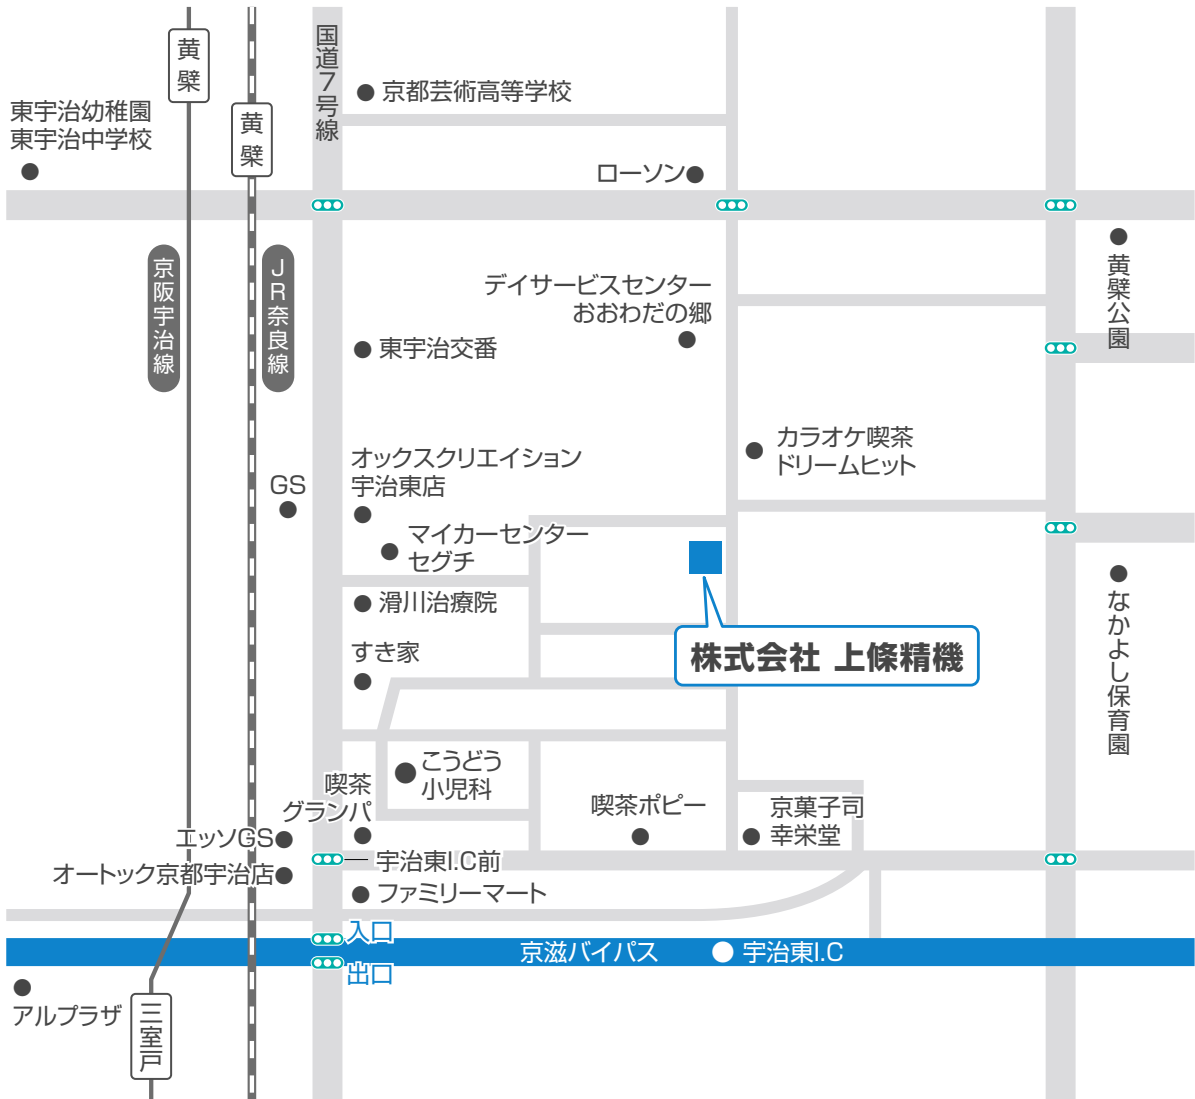 国道7号線
黄檗
京都芸術高等学校
東宇治幼稚園
東宇治中学校
黄檗
ローソン
京阪宇治線
JR奈良線
黄檗公園
デイサービスセンター
おおわだの郷
東宇治交番
カラオケ喫茶
ドリームヒット
オックスクリエイション
宇治東店
GS
マイカーセンター
セグチ
滑川治療院
なかよし保育園
すき家
株式会社 上條精機
こうどう
小児科
喫茶
グランパ
喫茶ポピー
京菓子司
幸栄堂
エッソGS
宇治東I.C前
オートック京都宇治店
ファミリーマート
入口
京滋バイパス
宇治東I.C
出口
アルプラザ
三室戸